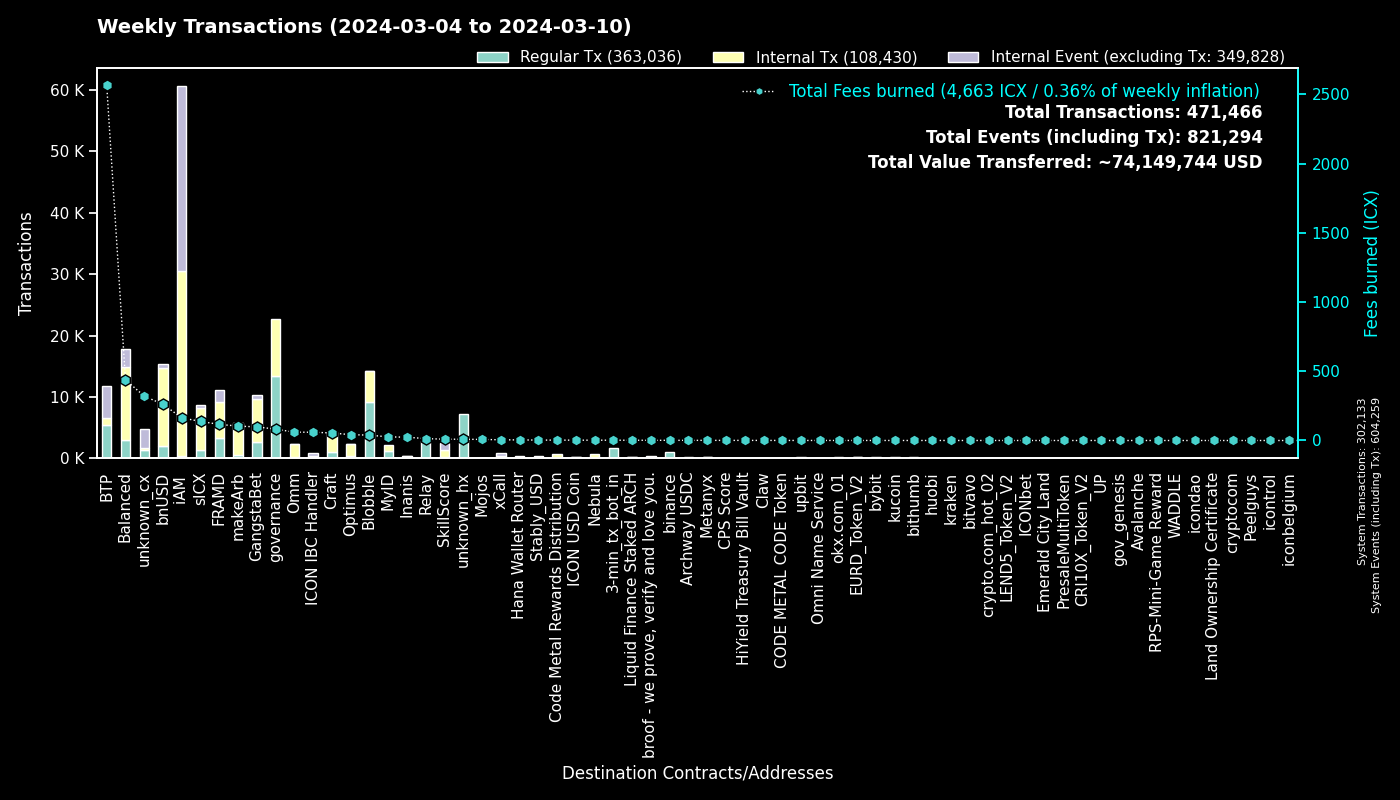 Weekly Transactions (2024-03-04 to 2024-03-10)
Regular Tx (363,036)
Internal Tx (108,430)
Internal Event (excluding Tx: 349,828)
Total Fees burned (4,663 ICX / 0.36% of weekly inflation)
Total Transactions: 471,466
Total Events (including Tx): 821,294
Total Value Transferred: ~74,149,744 USD
Transactions
60 K
50 K
40 K
30 K
20 K
10 K
0 K
2500
2000
1500
1000
500
0
Fees burned (ICX)
System Transactions: 302,133
System Events (including Tx): 604,259
BTP
Balanced
unknown_cx
bnUSD
iAM
sICX
FRAMD
makeArb
GangstaBet
governance
Omm
ICON IBC Handler
Craft
Optimus
Blobble
MyID
Inanis
Relay
SkillScore
unknown_hx
Mojos
xCall
Hana Wallet Router
Stably_USD
Code Metal Rewards Distribution
ICON USD Coin
Nebula
3-min_tx_bot_in
Liquid Finance Staked ARCH
broof - we prove, verify and love you.
binance
Archway USDC
Metanyx
CPS Score
HiYield Treasury Bill Vault
Claw
CODE METAL CODE Token
upbit
Omni Name Service
okx.com_01
EURD_Token_V2
bybit
kucoin
bithumb
huobi
kraken
bitvavo
crypto.com_hot_02
LEND5_Token_V2
ICONbet
Emerald City Land
PresaleMultiToken
CRI10X_Token_V2
UP
gov_genesis
Avalanche
RPS-Mini-Game Reward
WADDLE
icondao
Land Ownership Certificate
cryptocom
Peelguys
icontrol
iconbelgium
Destination Contracts/Addresses